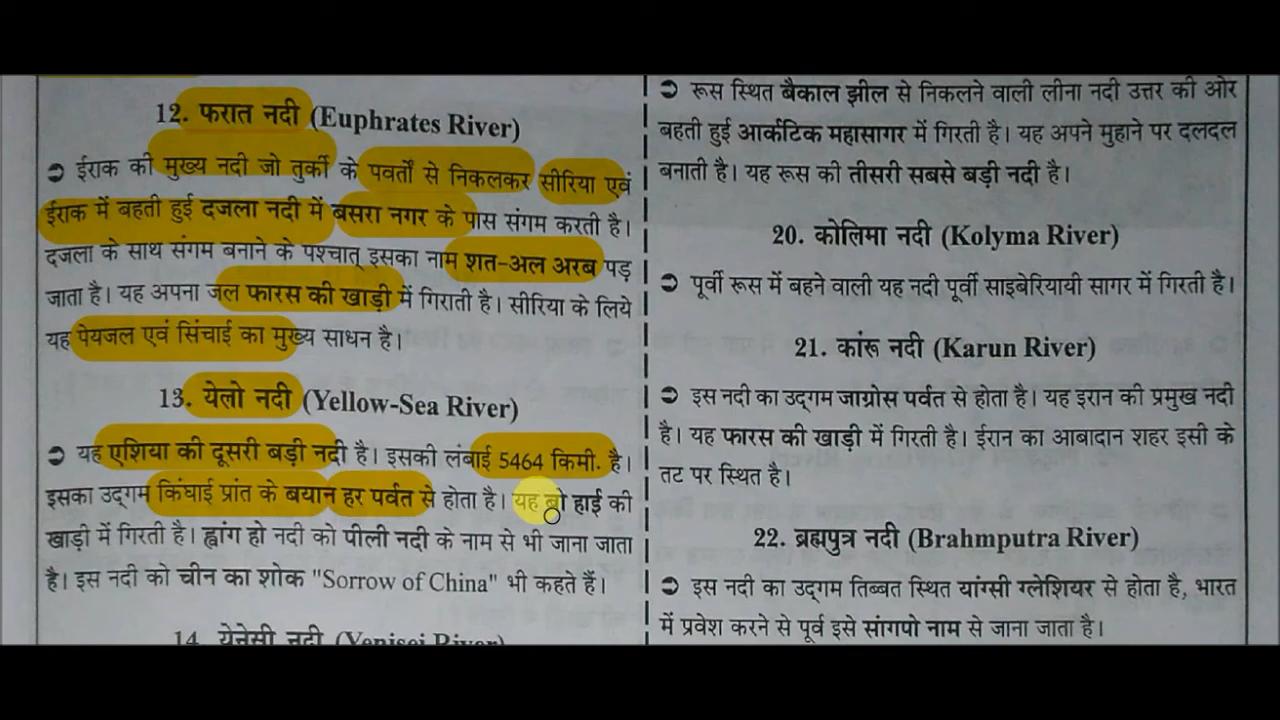 12. फरात नदी (Euphrates River)
➲ ईराक की मुख्य नदी जो तुर्की के पवर्तों से निकलकर सीरिया एवं
ईराक में बहती हुई दजला नदी में बसरा नगर के पास संगम करती है।
दजला के साथ संगम बनाने के पश्चात् इसका नाम शत-अल अरब पड़
जाता है। यह अपना जल फारस की खाड़ी में गिराती है। सीरिया के लिये
यह पेयजल एवं सिंचाई का मुख्य साधन है।
13. येलो नदी (Yellow-Sea River)
➲ यह एशिया की दूसरी बड़ी नदी है। इसकी लंबाई 5464 किमी. है।
इसका उद्गम किंघाई प्रांत के बयान हर पर्वत से होता है। यह बो हाई की
खाड़ी में गिरती है। ह्वांग हो नदी को पीली नदी के नाम से भी जाना जाता
है। इस नदी को चीन का शोक "Sorrow of China" भी कहते हैं।
14. येनेसी नदी (Yenisei River)
➲ रूस स्थित बैकाल झील से निकलने वाली लीना नदी उत्तर की ओर
बहती हुई आर्कटिक महासागर में गिरती है। यह अपने मुहाने पर दलदल
बनाती है। यह रूस की तीसरी सबसे बड़ी नदी है।
20. कोलिमा नदी (Kolyma River)
➲ पूर्वी रूस में बहने वाली यह नदी पूर्वी साइबेरियायी सागर में गिरती है।
21. कांरू नदी (Karun River)
➲ इस नदी का उद्गम जाग्रोस पर्वत से होता है। यह इरान की प्रमुख नदी
है। यह फारस की खाड़ी में गिरती है। ईरान का आबादान शहर इसी के
तट पर स्थित है।
22. ब्रह्मपुत्र नदी (Brahmputra River)
➲ इस नदी का उद्गम तिब्बत स्थित यांग्सी ग्लेशियर से होता है, भारत
में प्रवेश करने से पूर्व इसे सांगपो नाम से जाना जाता है।